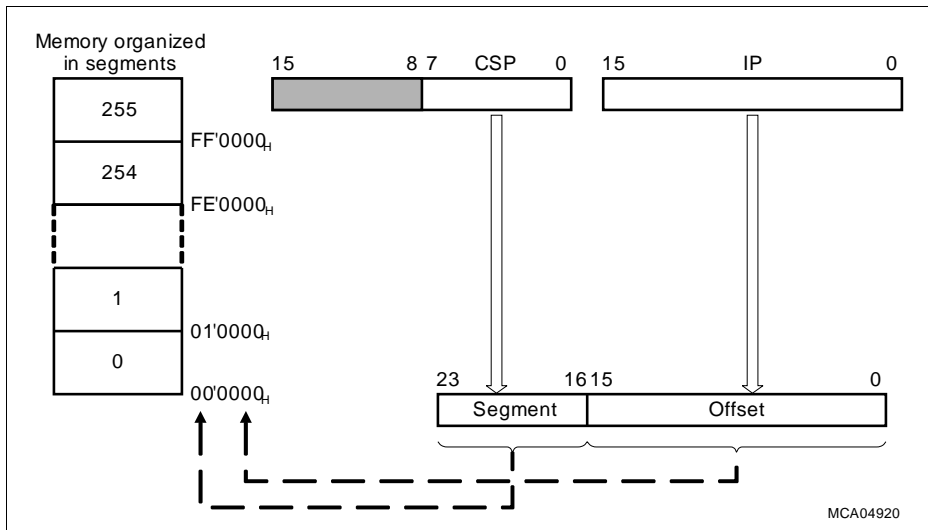 Memory organized
in segments
255
FF'0000H
254
FE'0000H
1
01'0000H
0
00'0000H
15 8 7 CSP 0
15 IP 0
23 16 15 0
Segment Offset
MCA04920